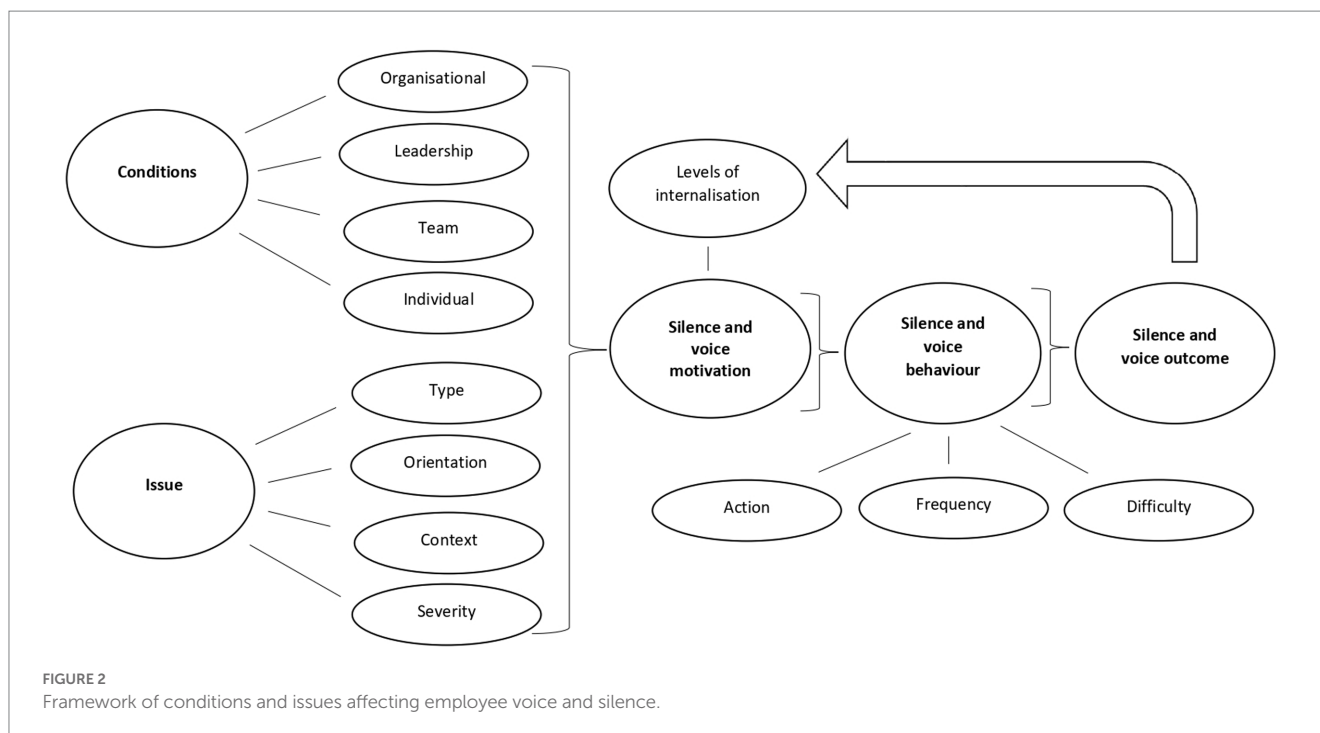 Conditions
Organisational
Leadership
Team
Individual
Issue
Type
Orientation
Context
Severity
Levels of
internalisation
Silence and
voice
motivation
Silence and
voice
behaviour
Silence and
voice outcome
Action
Frequency
Difficulty
FIGURE 2
Framework of conditions and issues affecting employee voice and silence.